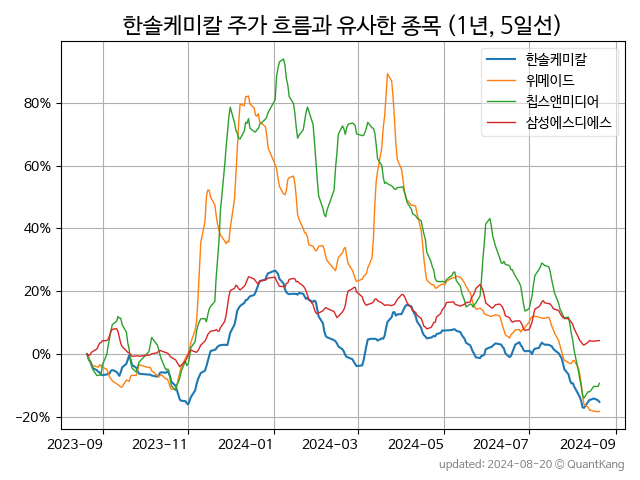 한솔케미칼 주가 흐름과 유사한 종목 (1년, 5일선)
한솔케미칼
위메이드
칩스앤미디어
삼성에스디에스
80%
60%
40%
20%
0%
−20%
2023-09 2023-11 2024-01 2024-03 2024-05 2024-07 2024-09
updated: 2024-08-20 © QuantKang